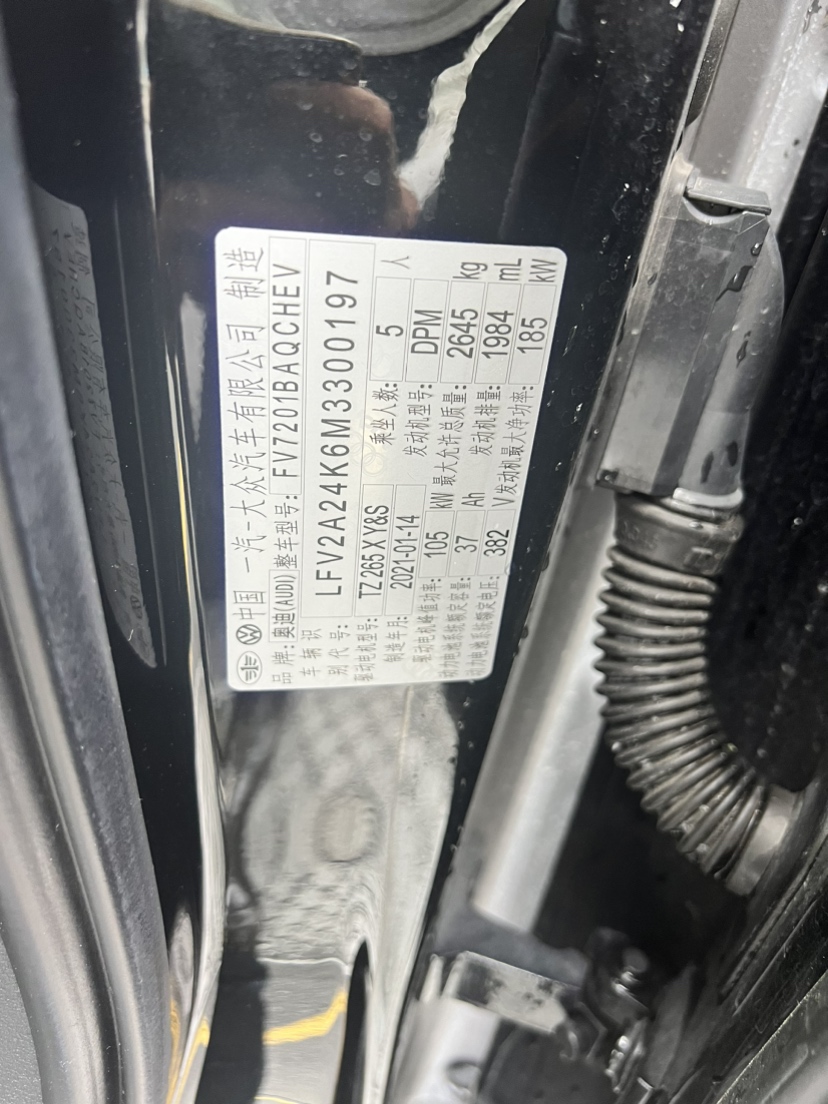 中国 一汽-大众汽车有限公司 制造
品 牌: 奥迪(AUDI) 整车型号: FV7201BAQCHEV
车 辆 识
别 代 号: LFV2A24K6M3300197
驱动电机型号: TZ265 X Y&S 乘坐人数: 5 人
制造年月: 2021-01-14 发动机型号: DPM
驱动电机峰值功率: 105 kW 最大允许总质量: 2645 kg
动力电池系统额定容量: 37 Ah 发动机排量: 1984 mL
动力电池系统额定电压: 382 V 发动机最大净功率: 185 kW